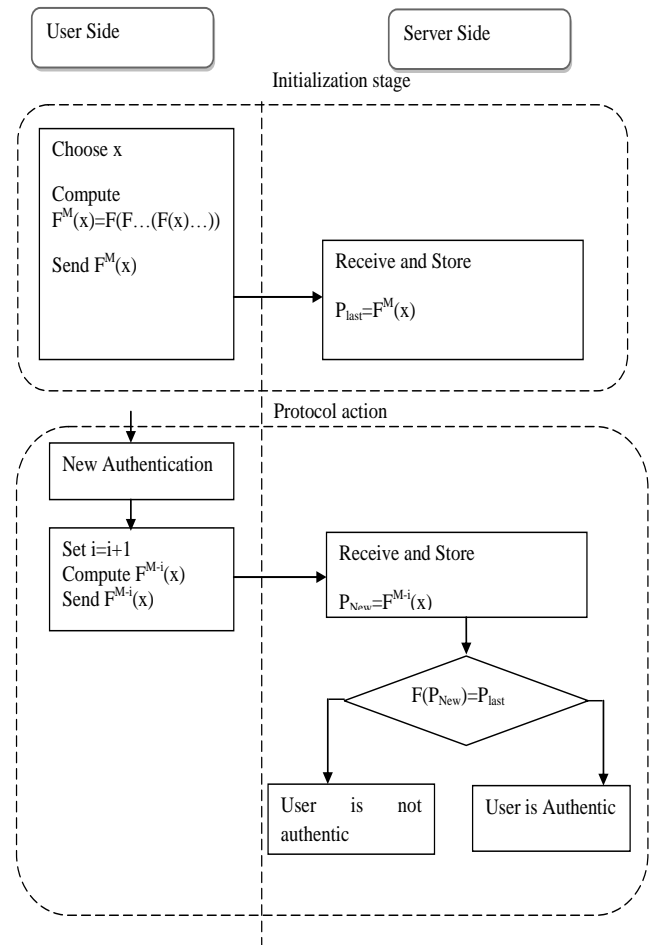 User Side
Server Side
Initialization stage
Choose x
Compute
F^M(x)=F(F…(F(x)…))
Send F^M(x)
Receive and Store
P_last=F^M(x)
Protocol action
New Authentication
Set i=i+1
Compute F^M-i(x)
Send F^M-i(x)
Receive and Store
P_New=F^M-i(x)
F(P_New)=P_last
User is not
authentic
User is Authentic